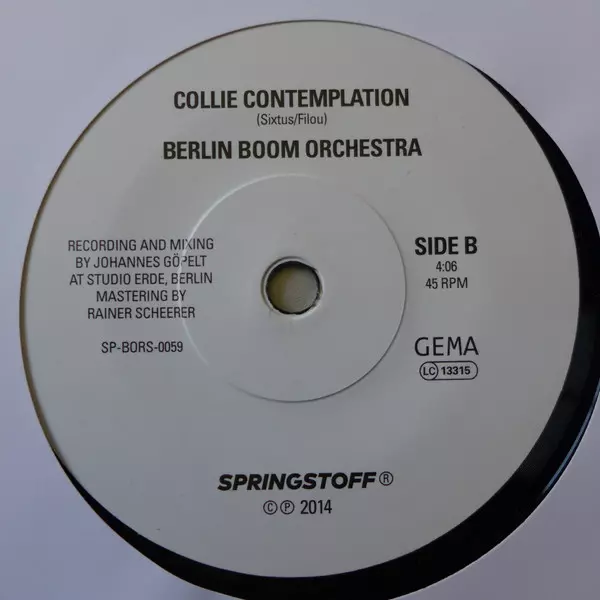 COLLIE CONTEMPLATION
(Sixtus/Filou)
BERLIN BOOM ORCHESTRA
RECORDING AND MIXING
BY JOHANNES GÖPELT
AT STUDIO ERDE, BERLIN
MASTERING BY
RAINER SCHEERER
SP-BORS-0059
SIDE B
4:06
45 RPM
GEMA
LC 13315
SPRINGSTOFF®
©℗ 2014